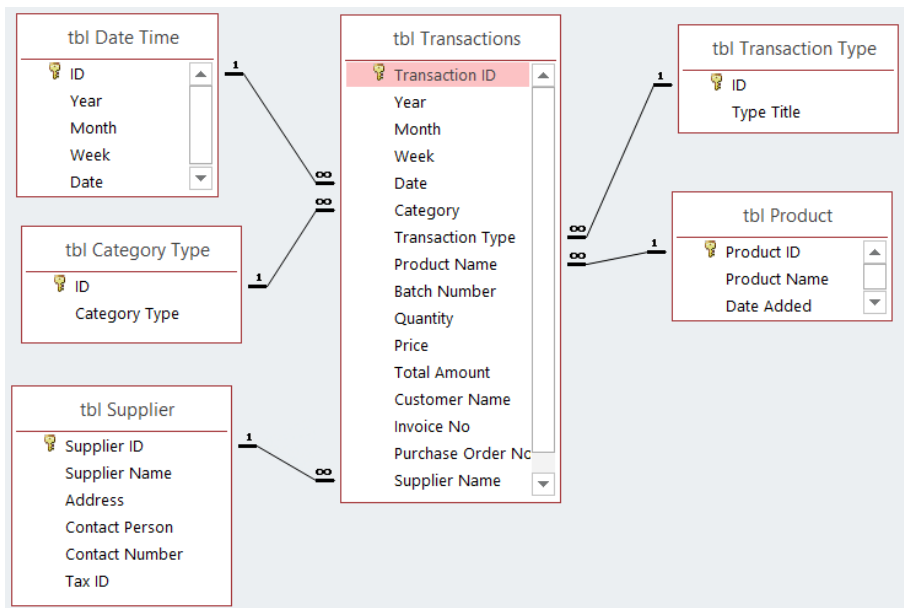 tbl Date Time
ID
Year
Month
Week
Date
1
∞
tbl Category Type
ID
Category Type
1
∞
tbl Supplier
Supplier ID
Supplier Name
Address
Contact Person
Contact Number
Tax ID
1
∞
tbl Transactions
Transaction ID
Year
Month
Week
Date
Category
Transaction Type
Product Name
Batch Number
Quantity
Price
Total Amount
Customer Name
Invoice No
Purchase Order No
Supplier Name
tbl Transaction Type
ID
Type Title
1
∞
tbl Product
Product ID
Product Name
Date Added
1
∞